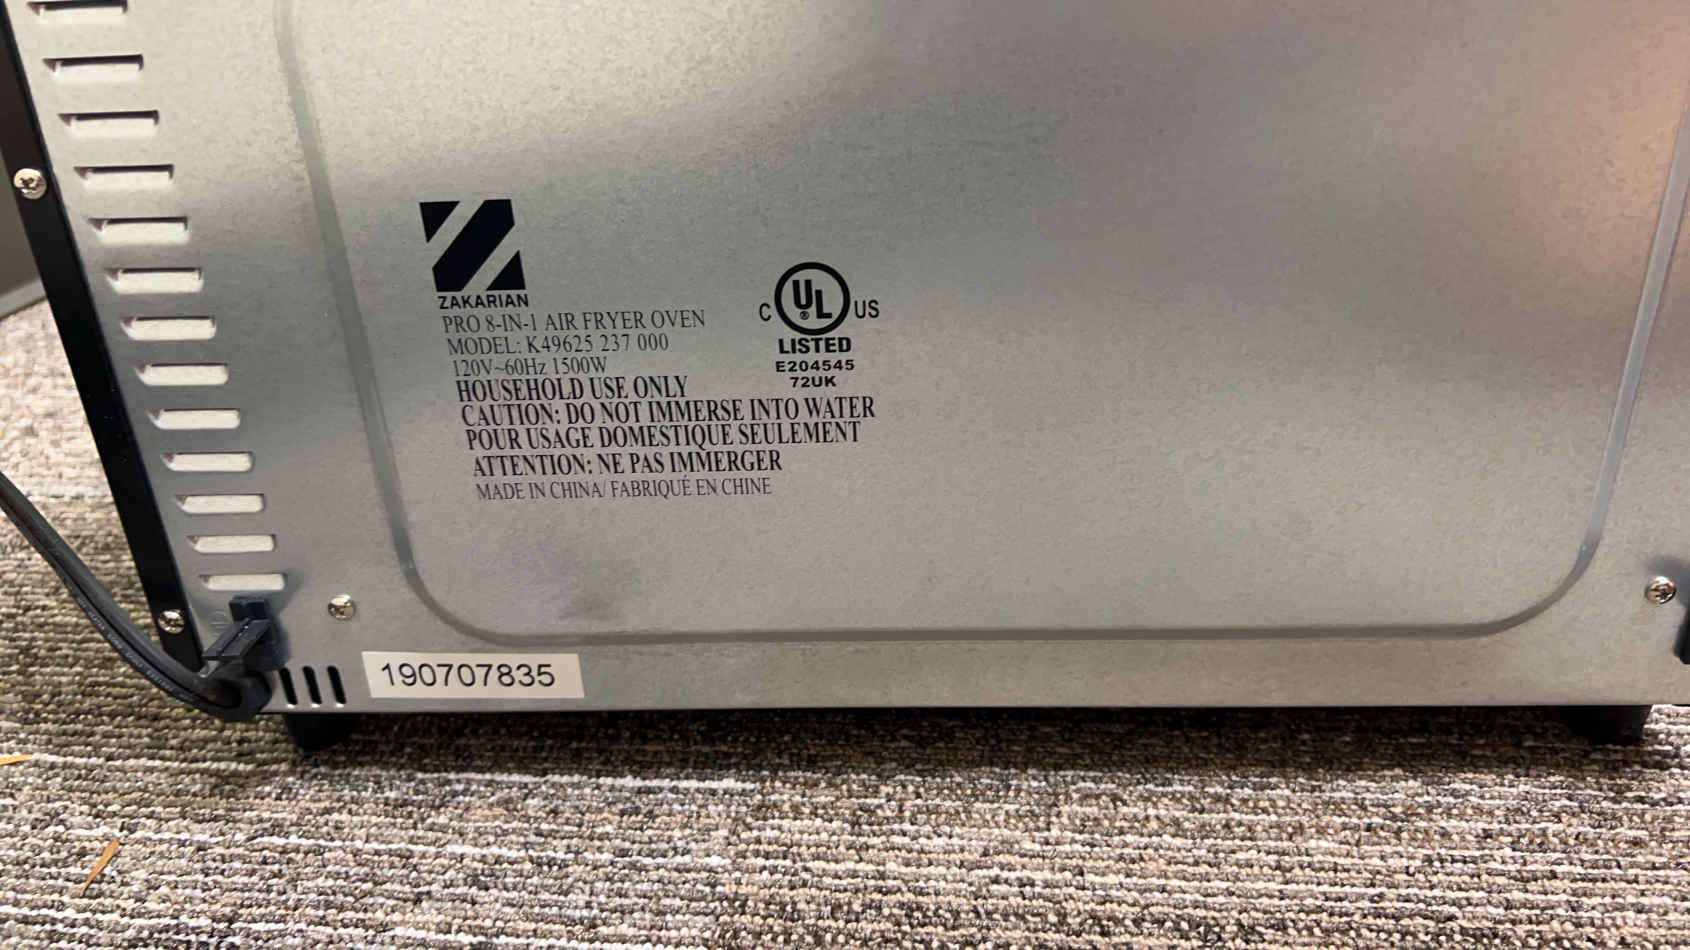 ZAKARIAN
PRO 8-IN-1 AIR FRYER OVEN
MODEL: K49625 237 000
120V~60Hz 1500W
HOUSEHOLD USE ONLY
CAUTION: DO NOT IMMERSE INTO WATER
POUR USAGE DOMESTIQUE SEULEMENT
ATTENTION: NE PAS IMMERGER
MADE IN CHINA/ FABRIQUÉ EN CHINE
C UL® US
LISTED
E204545
72UK
190707835